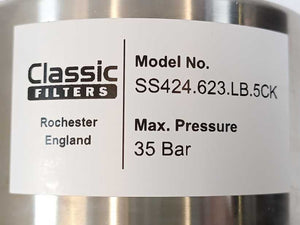 Classic
FILTERS
Rochester
England
Model No.
SS424.623.LB.5CK
Max. Pressure
35 Bar